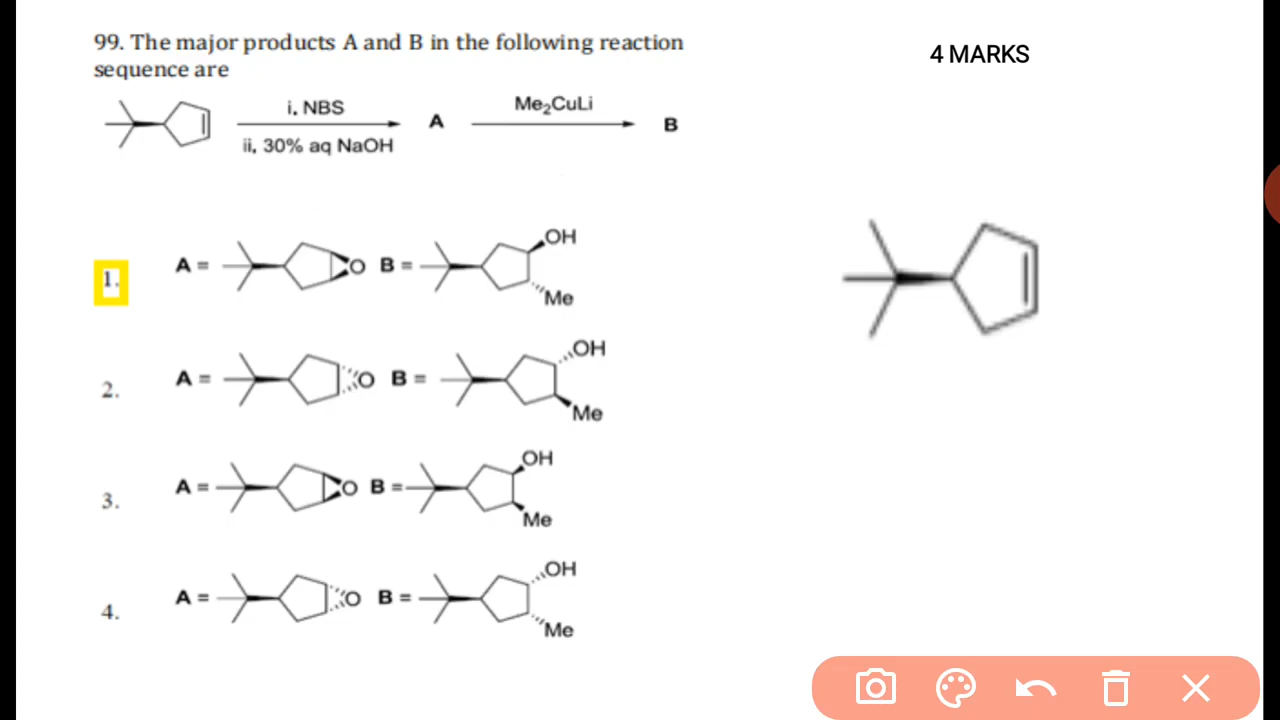 99. The major products A and B in the following reaction
sequence are
4 MARKS
i, NBS
ii, 30% aq NaOH
A
Me₂CuLi
B
1.
A =
O
B =
OH
Me
2.
A =
O
B =
OH
Me
3.
A =
O
B =
OH
Me
4.
A =
O
B =
OH
Me